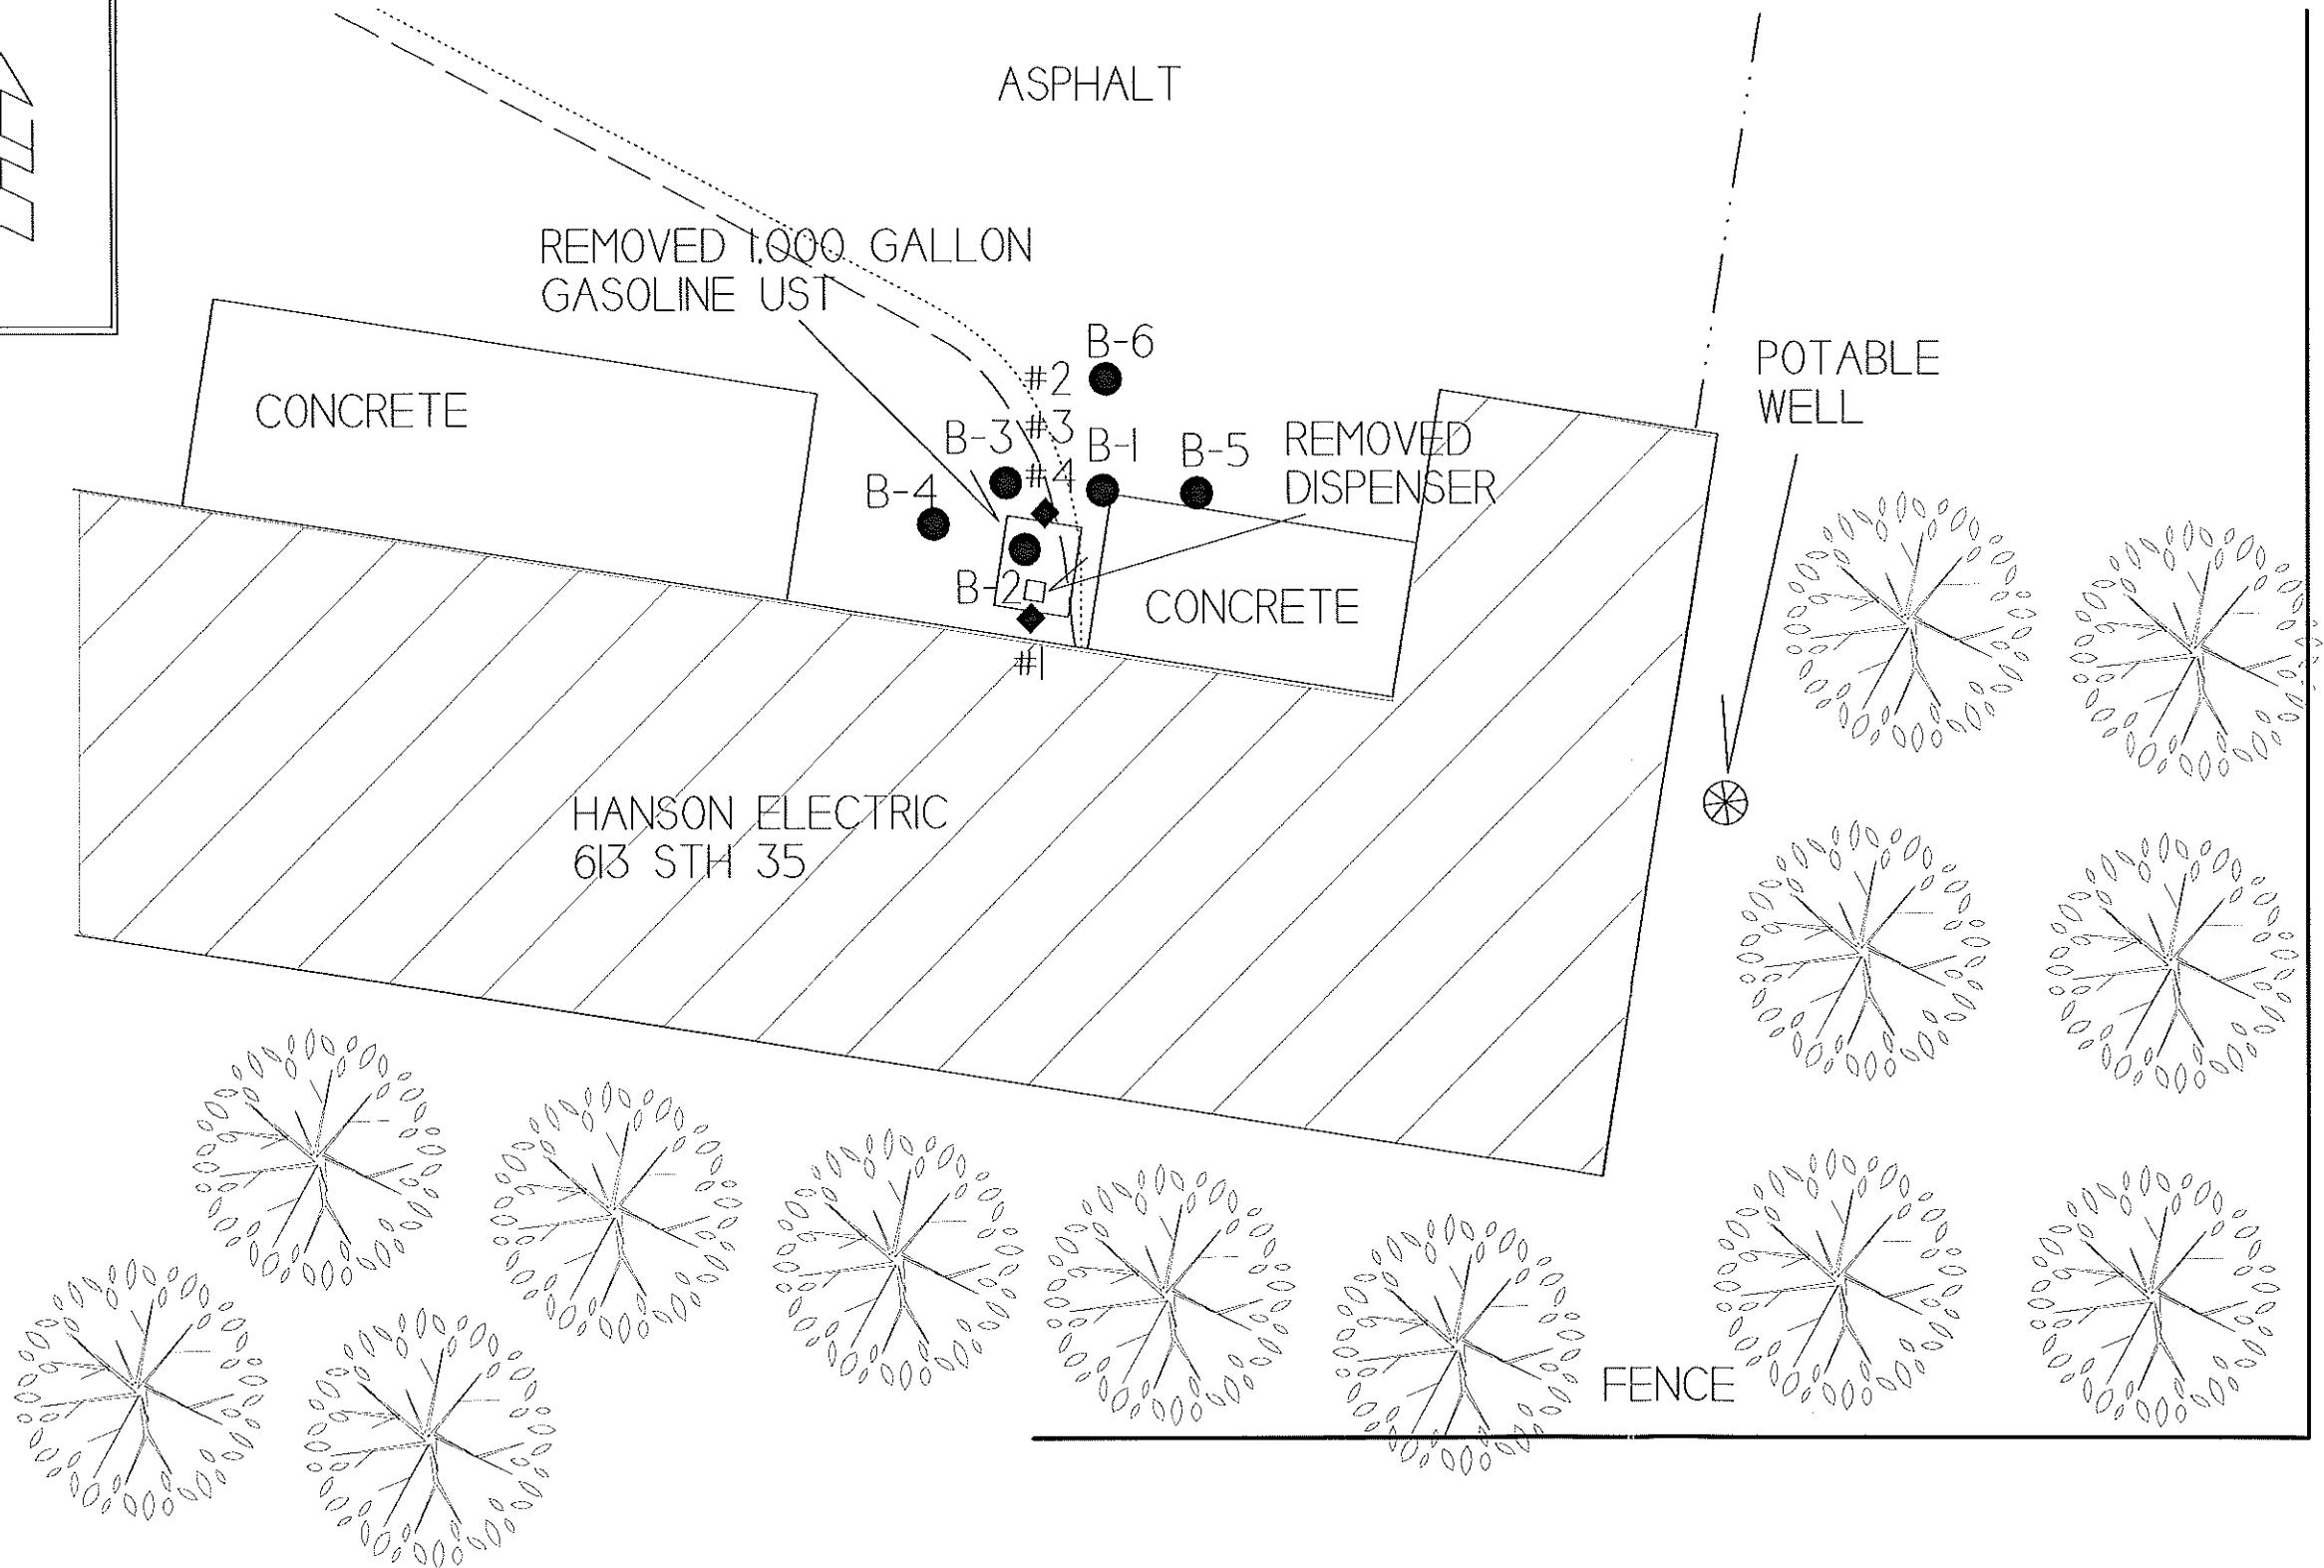 ASPHALT
REMOVED 1,000 GALLON
GASOLINE UST
B-6
#2
POTABLE
WELL
CONCRETE
#3
B-3
B-1
B-5
REMOVED
DISPENSER
#4
B-4
B-2
CONCRETE
#1
HANSON ELECTRIC
613 STH 35
FENCE